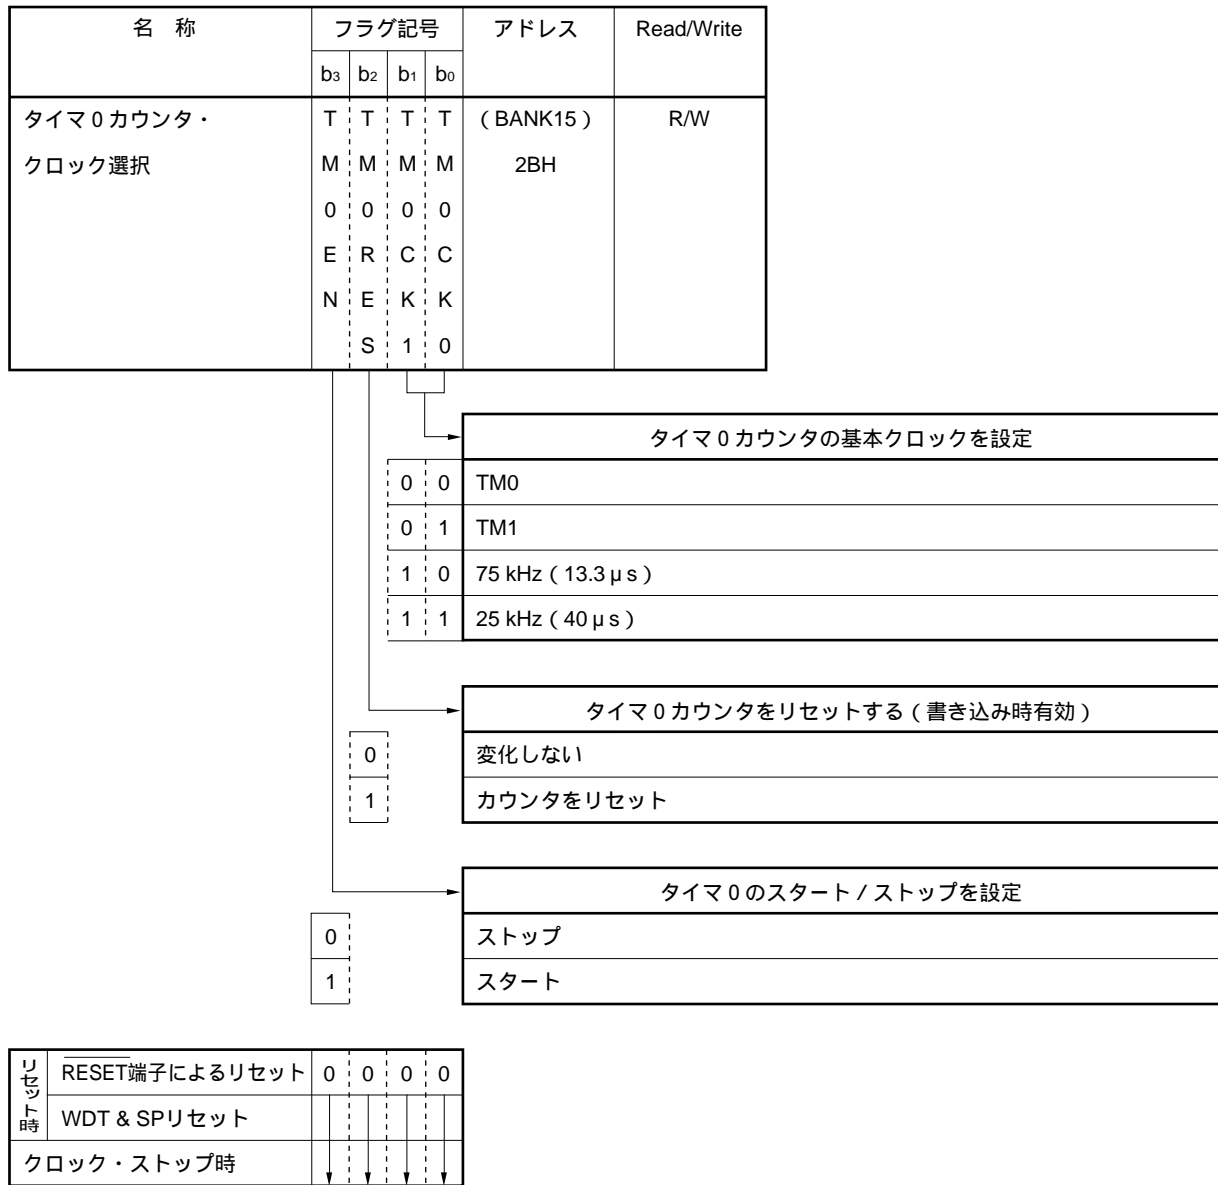 名　称 フラグ記号 アドレス Read/Write
b3 b2 b1 b0
タイマ0カウンタ・ T T T T （BANK15） R/W
クロック選択 M M M M 2BH
0 0 0 0
E R C C
N E K K
S 1 0
タイマ0カウンタの基本クロックを設定
0 0 TM0
0 1 TM1
1 0 75 kHz（13.3 μs）
1 1 25 kHz（40 μs）
タイマ0カウンタをリセットする（書き込み時有効）
0 変化しない
1 カウンタをリセット
タイマ0のスタート／ストップを設定
0 ストップ
1 スタート
リセット時
RESET端子によるリセット 0 0 0 0
WDT & SPリセット
クロック・ストップ時